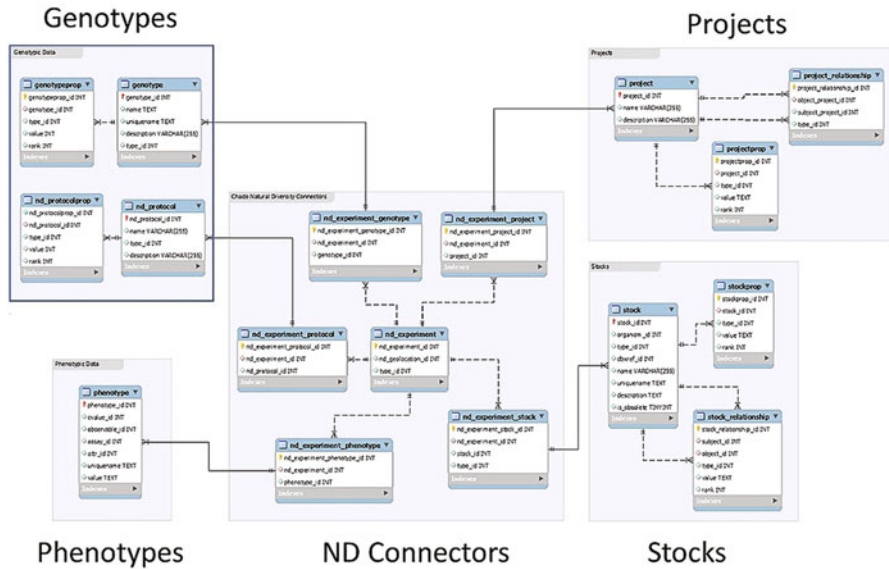 Genotypes
Projects
Genotypic Data
genotypeprop
genotypeprop_id INT
genotype_id INT
type_id INT
value INT
rank INT
Indexes
genotype
genotype_id INT
name TEXT
uniquename TEXT
description VARCHAR(255)
type_id INT
Indexes
nd_protocolprop
nd_protocolprop_id INT
nd_protocol_id INT
type_id INT
value INT
rank INT
Indexes
nd_protocol
nd_protocol_id INT
name VARCHAR(255)
type_id INT
description VARCHAR(255)
Indexes
Projects
project
project_id INT
name VARCHAR(255)
description VARCHAR(255)
Indexes
project_relationship
project_relationship_id INT
object_project_id INT
subject_project_id INT
type_id INT
Indexes
projectprop
projectprop_id INT
project_id INT
type_id INT
value TEXT
rank INT
Indexes
Chado Natural Diversity Connectors
nd_experiment_genotype
nd_experiment_genotype_id INT
nd_experiment_id INT
genotype_id INT
Indexes
nd_experiment_project
nd_experiment_project_id INT
nd_experiment_id INT
project_id INT
Indexes
nd_experiment_protocol
nd_experiment_protocol_id INT
nd_experiment_id INT
nd_protocol_id INT
Indexes
nd_experiment
nd_experiment_id INT
nd_geolocation_id INT
type_id INT
Indexes
nd_experiment_stock
nd_experiment_stock_id INT
nd_experiment_id INT
stock_id INT
type_id INT
Indexes
nd_experiment_phenotype
nd_experiment_phenotype_id INT
nd_experiment_id INT
phenotype_id INT
Indexes
Phenotypic Data
phenotype
phenotype_id INT
cvalue_id INT
observable_id INT
assay_id INT
attr_id INT
uniquename TEXT
value TEXT
Indexes
Stocks
stock
stock_id INT
organism_id INT
type_id INT
dbxref_id INT
name VARCHAR(255)
uniquename TEXT
description TEXT
is_obsolete TINYINT
Indexes
stockprop
stockprop_id INT
stock_id INT
type_id INT
value TEXT
rank INT
Indexes
stock_relationship
stock_relationship_id INT
subject_id INT
object_id INT
type_id INT
value TEXT
rank INT
Indexes
Phenotypes
ND Connectors
Stocks